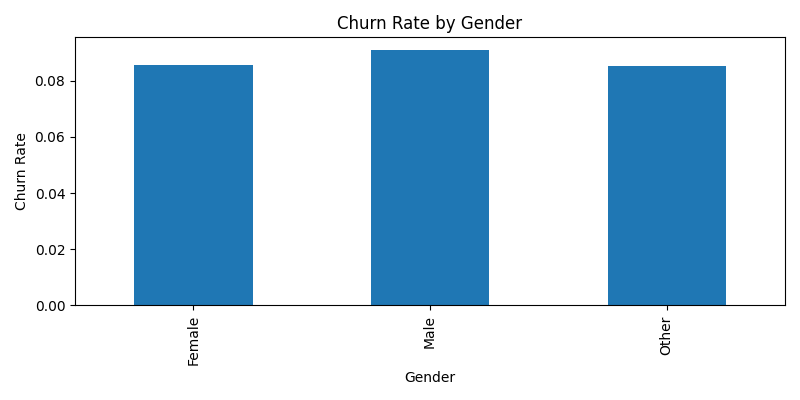 Churn Rate by Gender
Churn Rate
0.08
0.06
0.04
0.02
0.00
Female
Male
Other
Gender